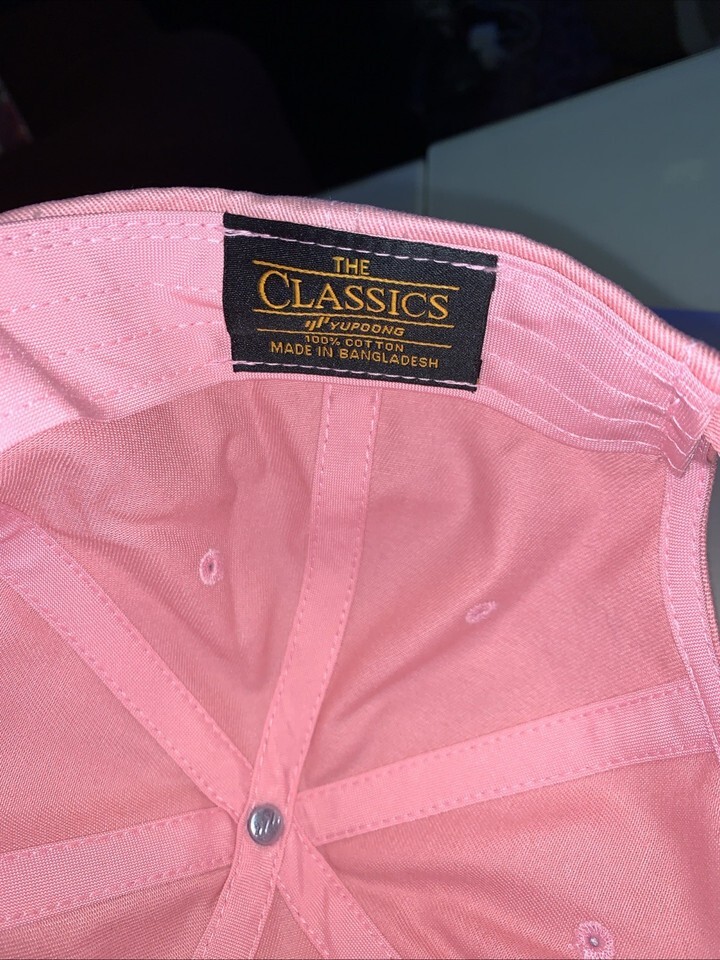 THE
CLASSICS
YUPOONG
100% COTTON
MADE IN BANGLADESH